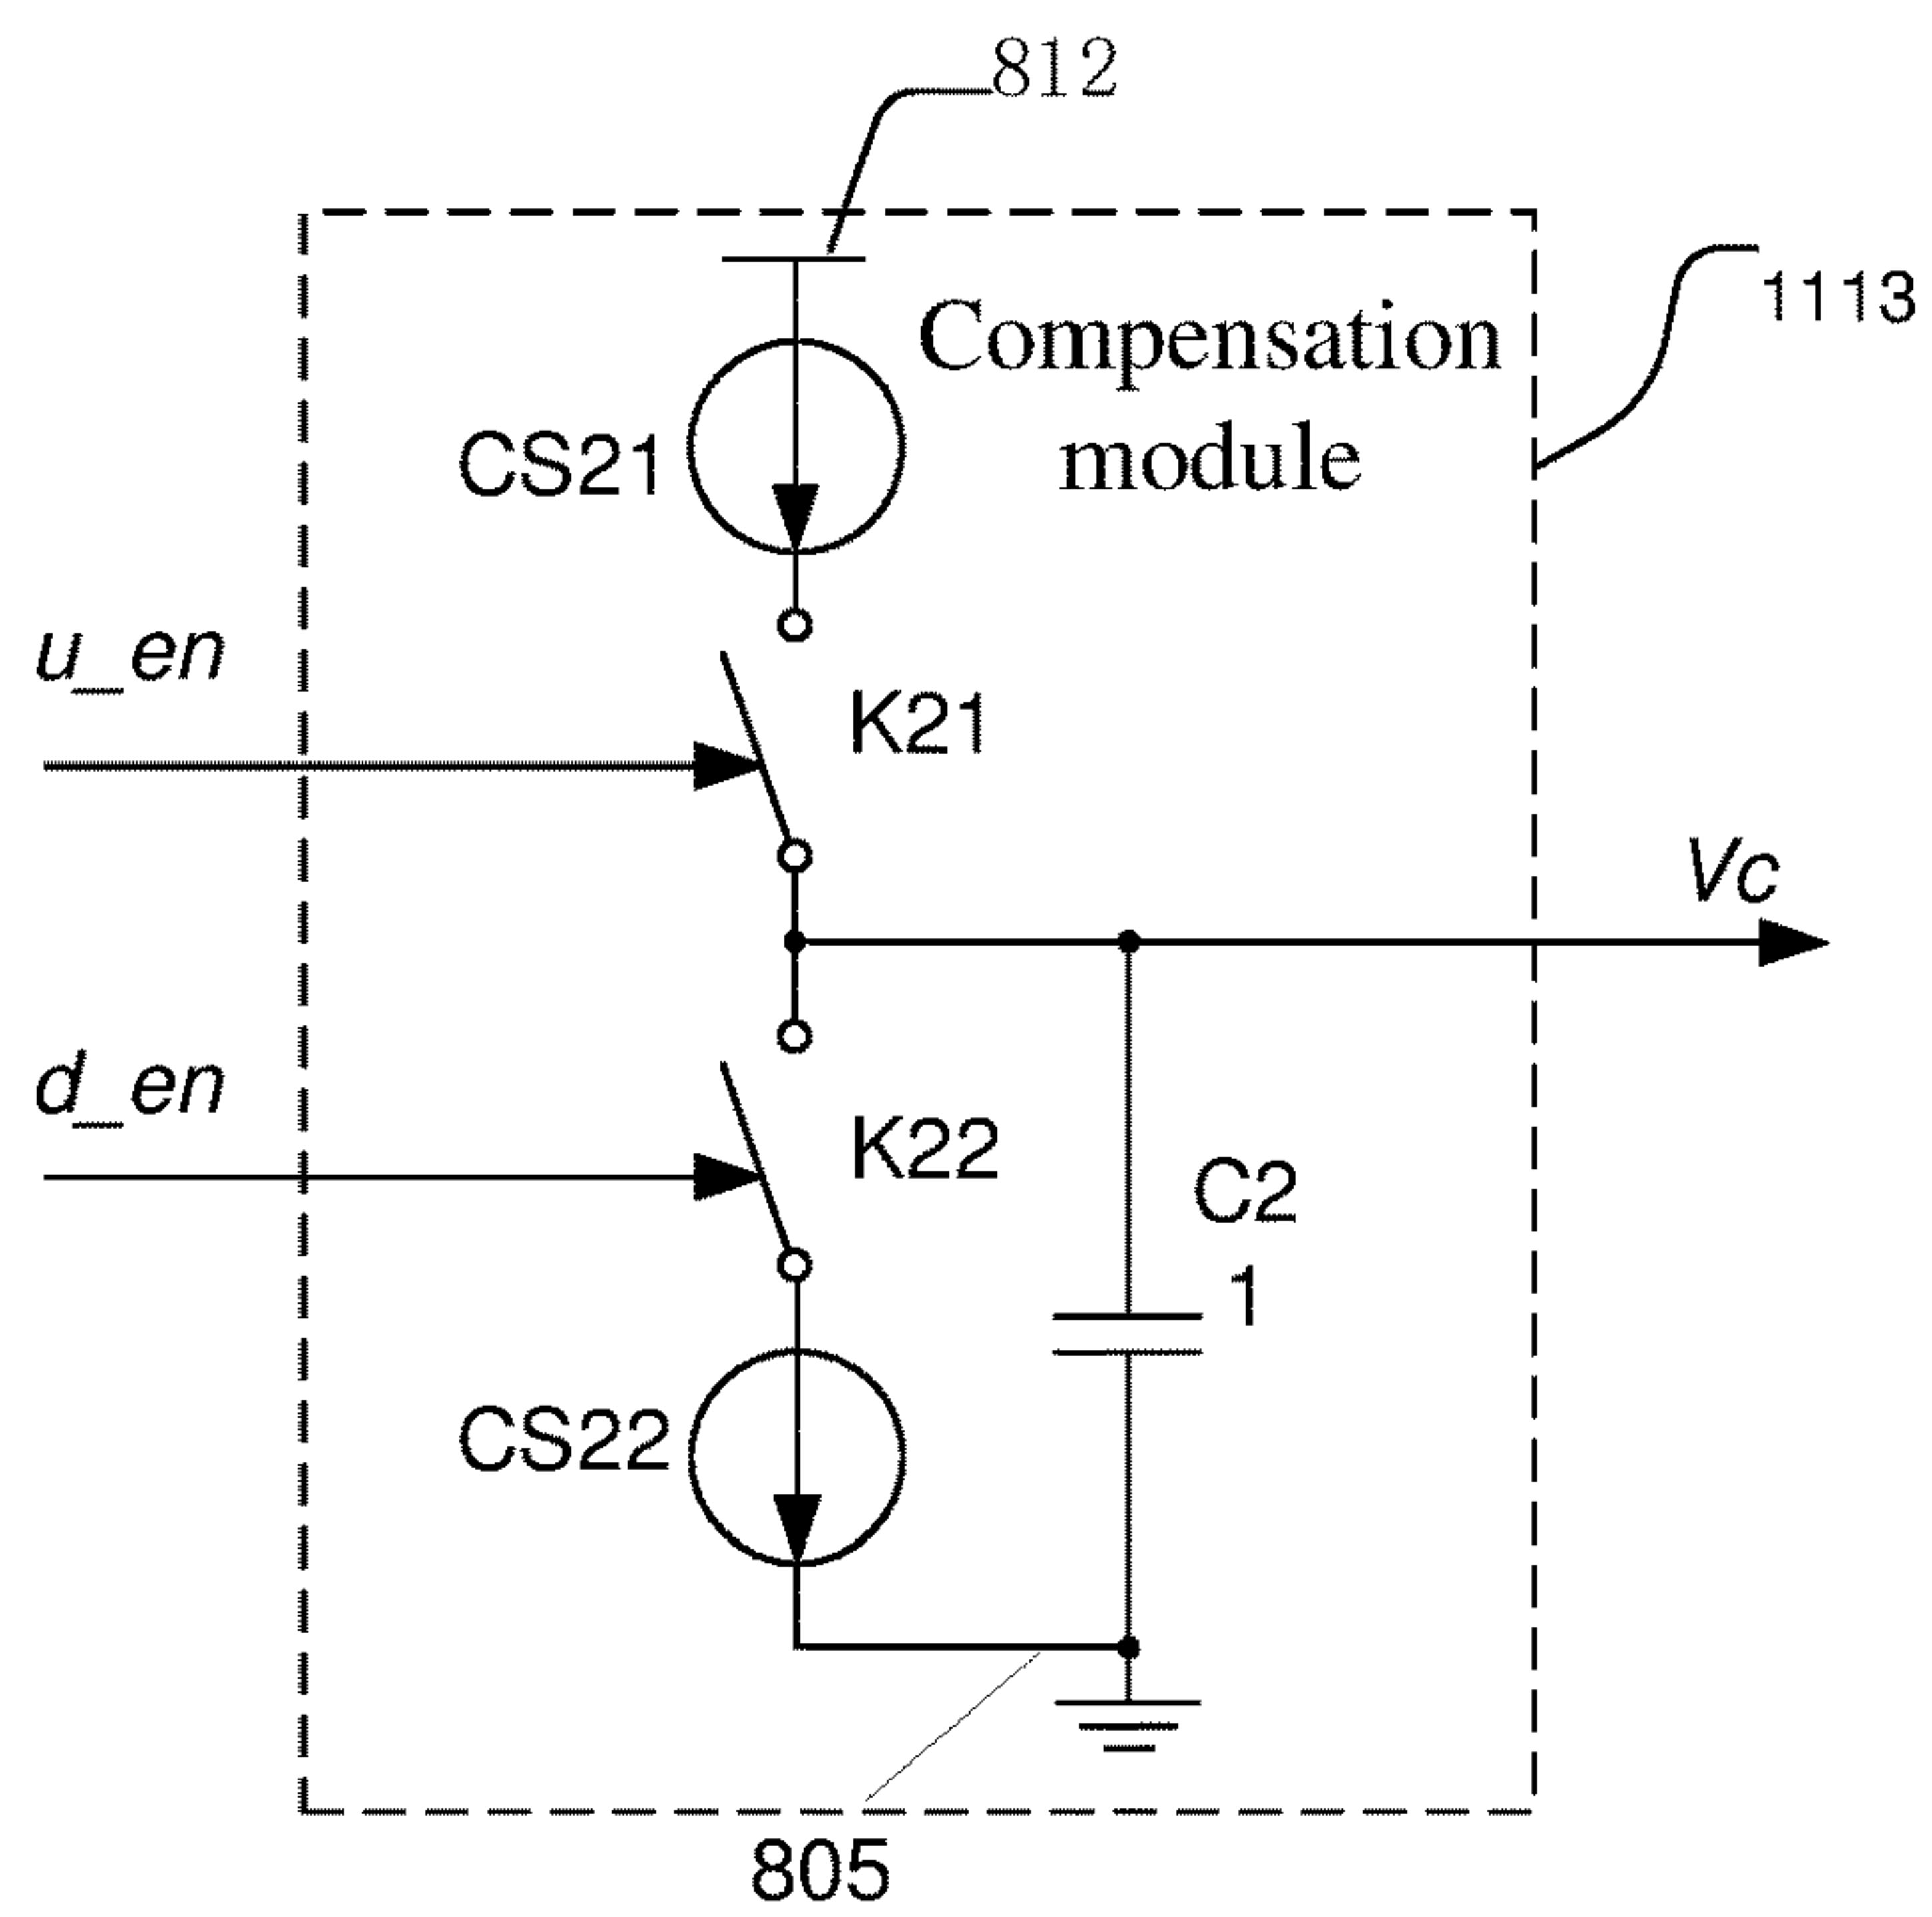 812
1113
Compensation
module
CS21
u_en
K21
Vc
d_en
K22
C2
1
CS22
805